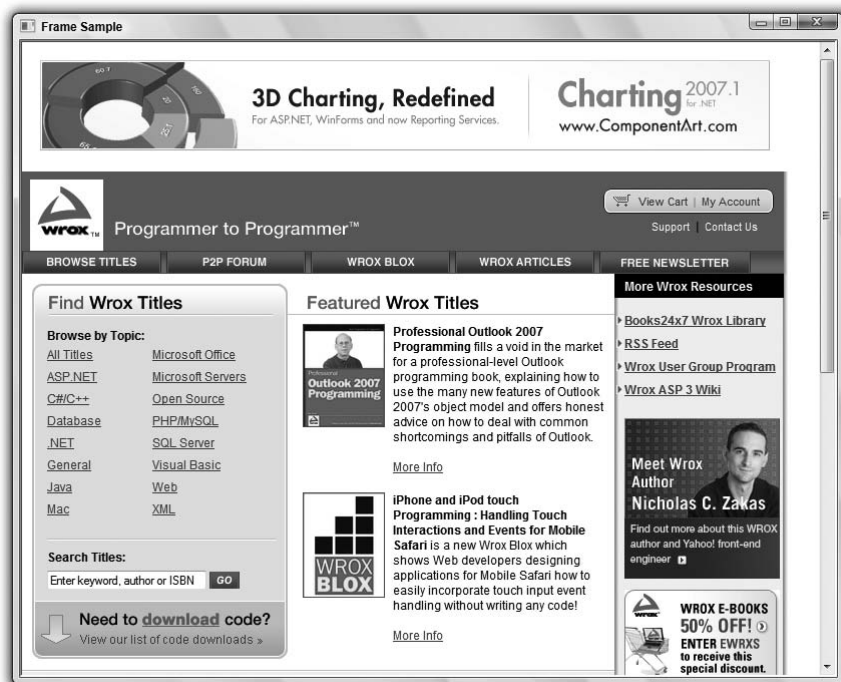 Frame Sample
60.7
160
20
25.1
65.
3D Charting, Redefined
For ASP.NET, WinForms and now Reporting Services.
Charting 2007.1
for .NET
www.ComponentArt.com
wrox TM
Programmer to Programmer™
View Cart | My Account
Support | Contact Us
BROWSE TITLES
P2P FORUM
WROX BLOX
WROX ARTICLES
FREE NEWSLETTER
Find Wrox Titles
Browse by Topic:
All Titles
Microsoft Office
ASP.NET
Microsoft Servers
C#/C++
Open Source
Database
PHP/MySQL
.NET
SQL Server
General
Visual Basic
Java
Web
Mac
XML
Search Titles:
Enter keyword, author or ISBN GO
Need to download code?
View our list of code downloads »
Featured Wrox Titles
Professional
Outlook 2007
Programming
Professional Outlook 2007
Programming fills a void in the market
for a professional-level Outlook
programming book, explaining how to
use the many new features of Outlook
2007's object model and offers honest
advice on how to deal with common
shortcomings and pitfalls of Outlook.
More Info
WROX
BLOX
iPhone and iPod touch
Programming : Handling Touch
Interactions and Events for Mobile
Safari is a new Wrox Blox which
shows Web developers designing
applications for Mobile Safari how to
easily incorporate touch input event
handling without writing any code!
More Info
More Wrox Resources
Books24x7 Wrox Library
RSS Feed
Wrox User Group Program
Wrox ASP 3 Wiki
Meet Wrox
Author
Nicholas C. Zakas
Find out more about this WROX
author and Yahoo! front-end
engineer
WROX E-BOOKS
50% OFF!
ENTER EWRXS
to receive this
special discount.